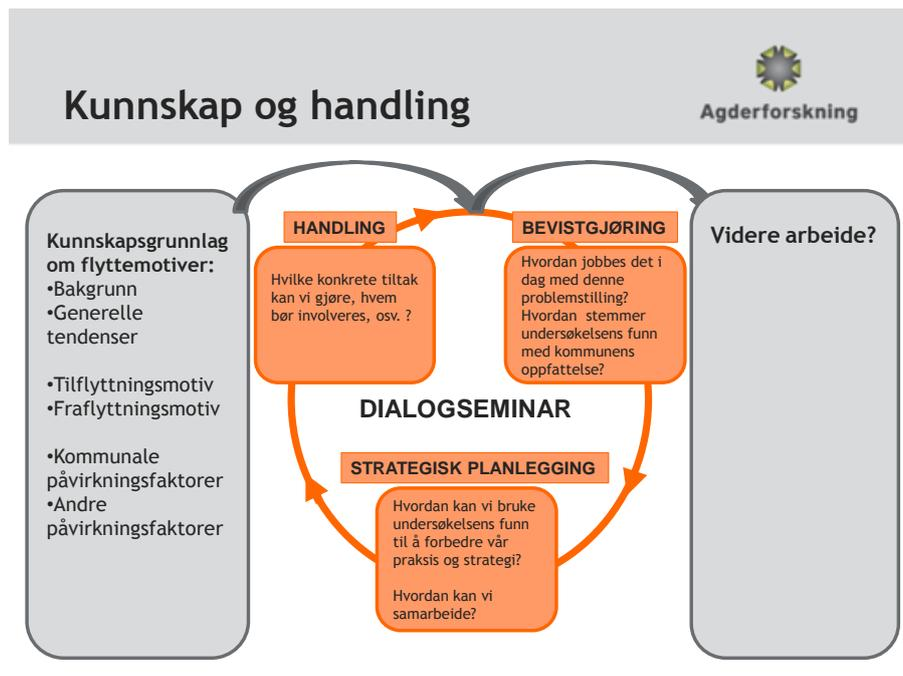 Kunnskap og handling
Agderforskning
Kunnskapsgrunnlag
om flyttemotiver:
•Bakgrunn
•Generelle
tendenser
•Tilflyttningsmotiv
•Fraflyttningsmotiv
•Kommunale
påvirkningsfaktorer
•Andre
påvirkningsfaktorer
HANDLING
Hvilke konkrete tiltak
kan vi gjøre, hvem
bør involveres, osv. ?
BEVISTGJØRING
Hvordan jobbes det i
dag med denne
problemstilling?
Hvordan stemmer
undersøkelsens funn
med kommunens
oppfattelse?
DIALOGSEMINAR
STRATEGISK PLANLEGGING
Hvordan kan vi bruke
undersøkelsens funn
til å forbedre vår
praksis og strategi?
Hvordan kan vi
samarbeide?
Videre arbeide?